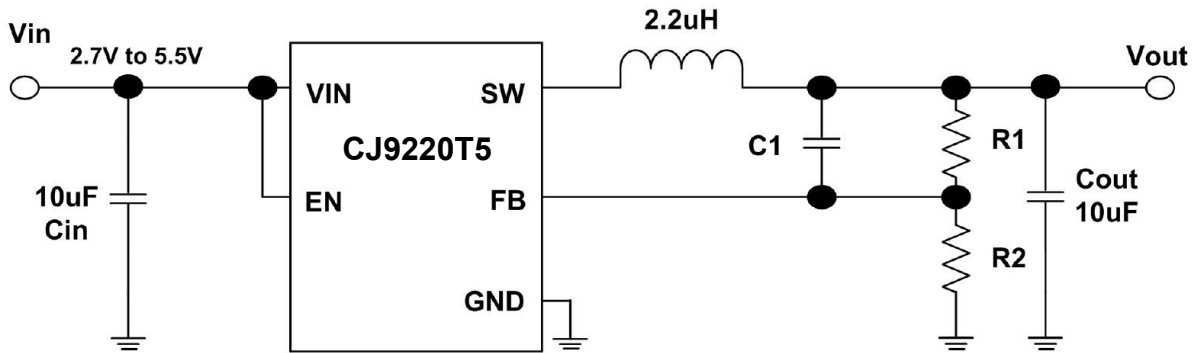 Vin
2.7V to 5.5V
2.2uH
Vout
VIN
SW
CJ9220T5
C1
R1
10uF
Cin
EN
FB
Cout
10uF
R2
GND